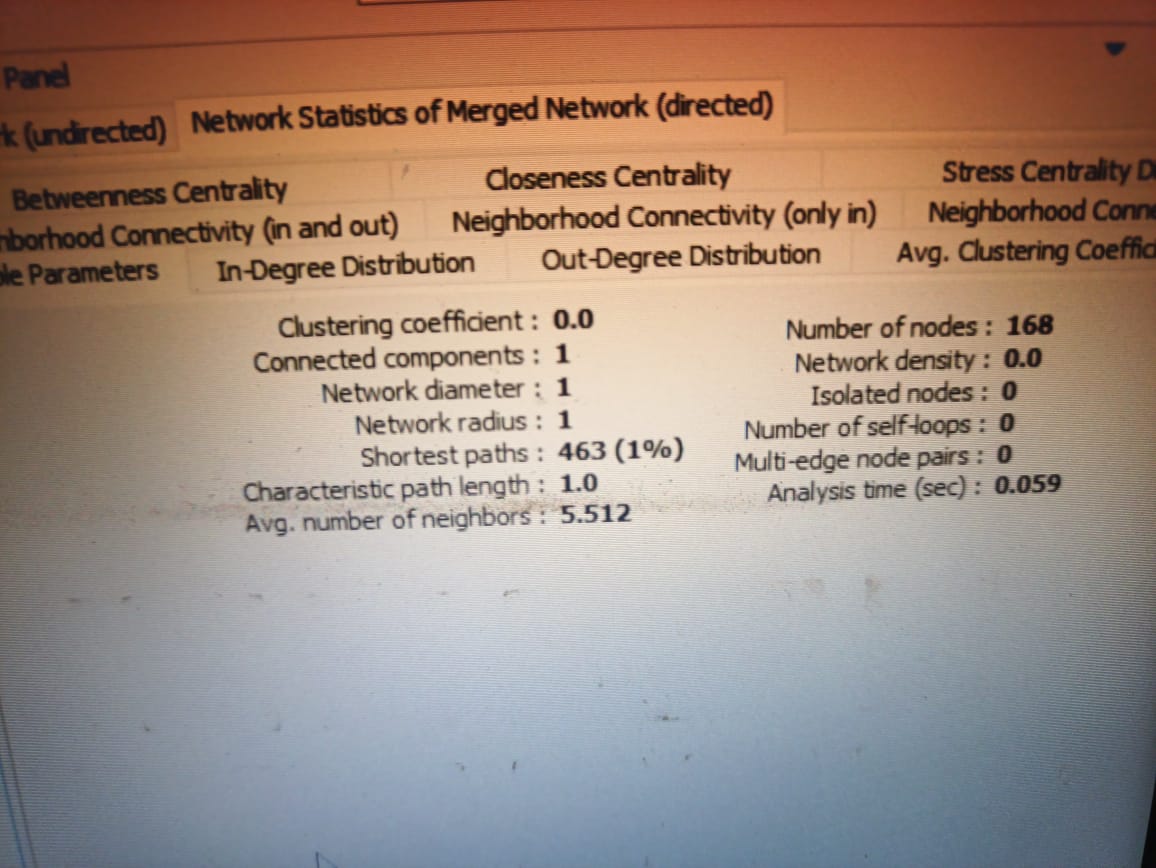 Panel
k (undirected) Network Statistics of Merged Network (directed)
Betweenness Centrality Closeness Centrality Stress Centrality D
nborhood Connectivity (in and out) Neighborhood Connectivity (only in) Neighborhood Conne
le Parameters In-Degree Distribution Out-Degree Distribution Avg. Clustering Coeffic
Clustering coefficient : 0.0 Number of nodes : 168
Connected components : 1 Network density : 0.0
Network diameter : 1 Isolated nodes : 0
Network radius : 1 Number of self-loops : 0
Shortest paths : 463 (1%) Multi-edge node pairs : 0
Characteristic path length : 1.0 Analysis time (sec) : 0.059
Avg. number of neighbors : 5.512